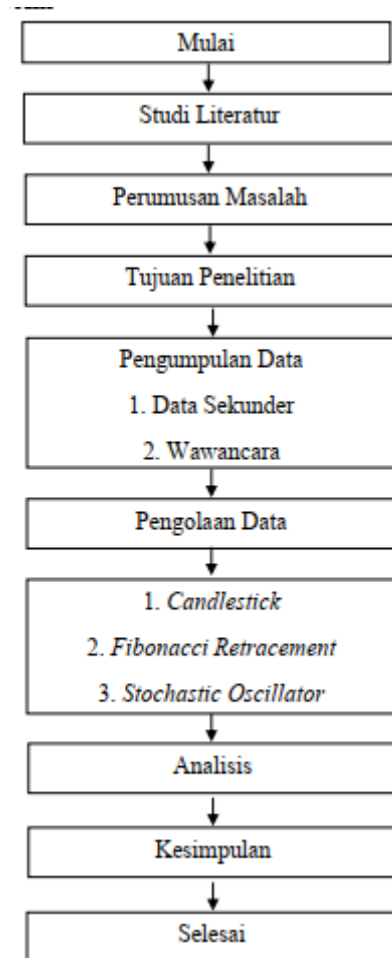 Mulai
Studi Literatur
Perumusan Masalah
Tujuan Penelitian
Pengumpulan Data
1. Data Sekunder
2. Wawancara
Pengolaan Data
1. Candlestick
2. Fibonacci Retracement
3. Stochastic Oscillator
Analisis
Kesimpulan
Selesai